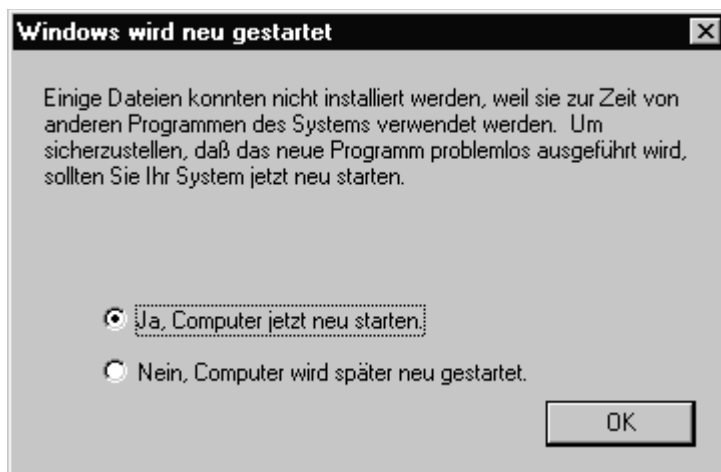 Windows wird neu gestartet
Einige Dateien konnten nicht installiert werden, weil sie zur Zeit von
anderen Programmen des Systems verwendet werden.  Um
sicherzustellen, daß das neue Programm problemlos ausgeführt wird,
sollten Sie Ihr System jetzt neu starten.
Ja, Computer jetzt neu starten.
Nein, Computer wird später neu gestartet.
OK